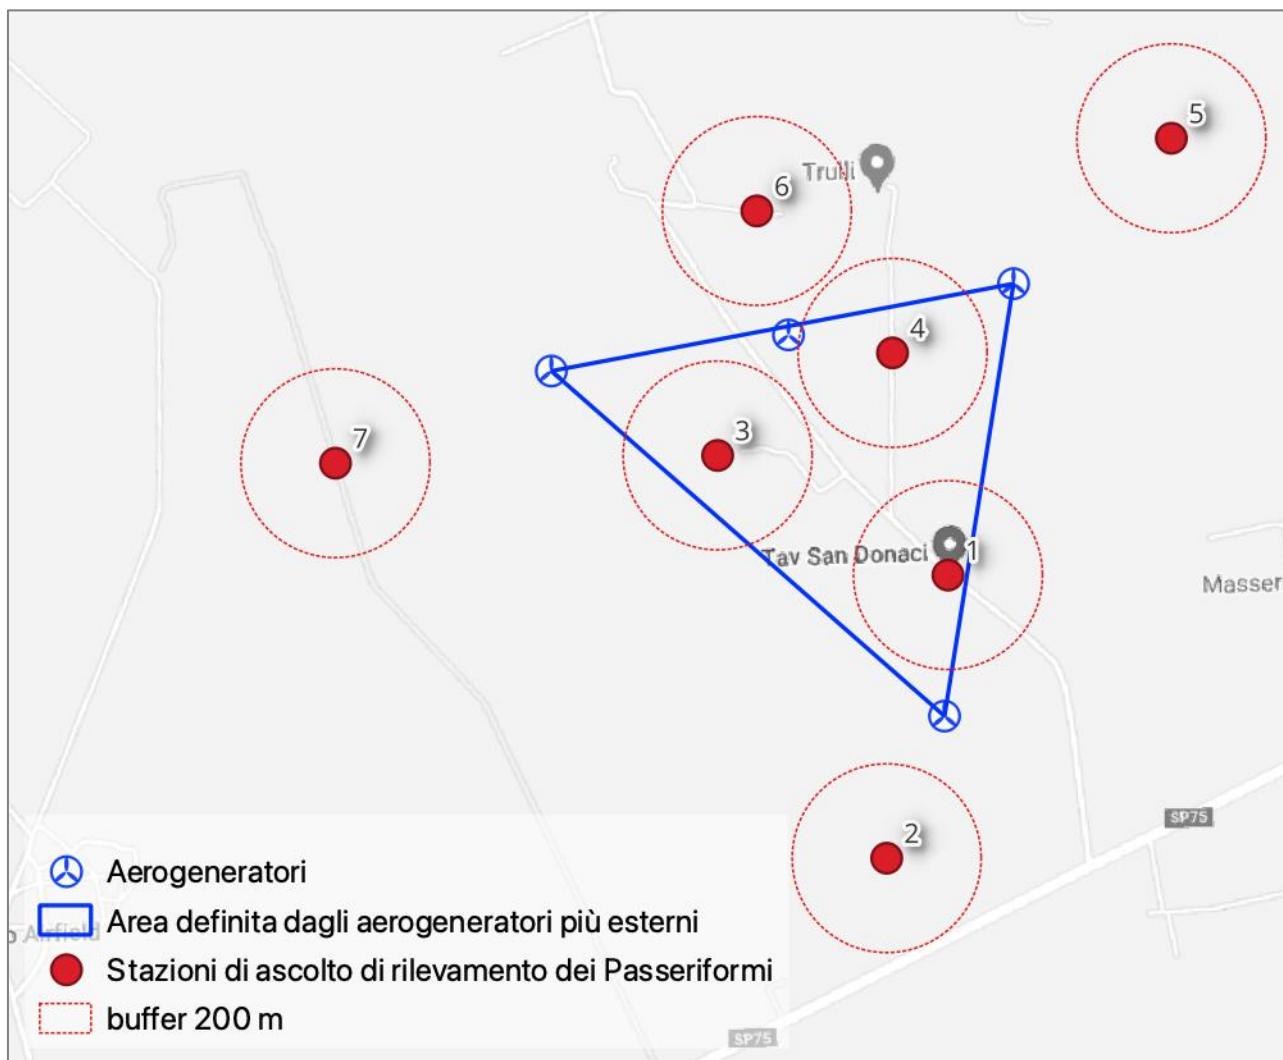 5
Trulli
6
4
3
7
Tav San Donaci
1
Masser
SP75
2
Aerogeneratori
Area definita dagli aerogeneratori più esterni
o Airfield
Stazioni di ascolto di rilevamento dei Passeriformi
buffer 200 m
SP75